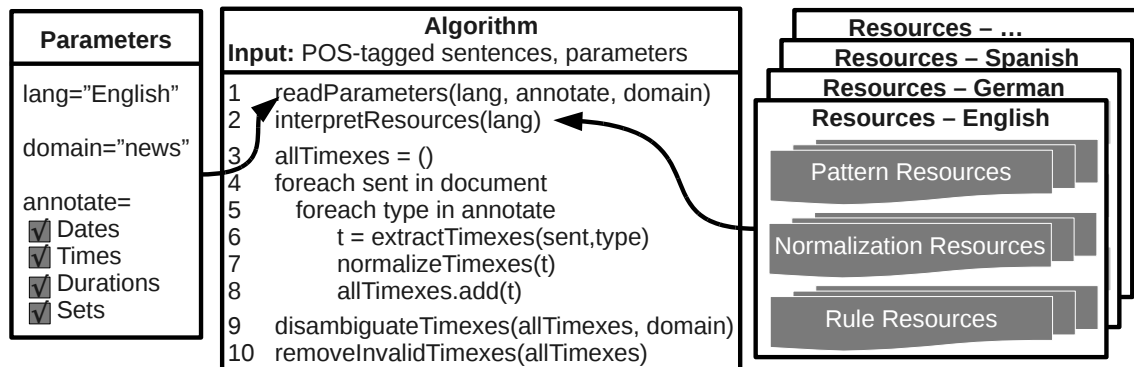 Parameters
lang=”English”
domain=”news”
annotate=
√ Dates
√ Times
√ Durations
√ Sets
Algorithm
Input: POS-tagged sentences, parameters
1 readParameters(lang, annotate, domain)
2 interpretResources(lang)
3 allTimexes = ()
4 foreach sent in document
5 foreach type in annotate
6 t = extractTimexes(sent,type)
7 normalizeTimexes(t)
8 allTimexes.add(t)
9 disambiguateTimexes(allTimexes, domain)
10 removeInvalidTimexes(allTimexes)
Resources – ...
Resources – Spanish
Resources – German
Resources – English
Pattern Resources
Normalization Resources
Rule Resources